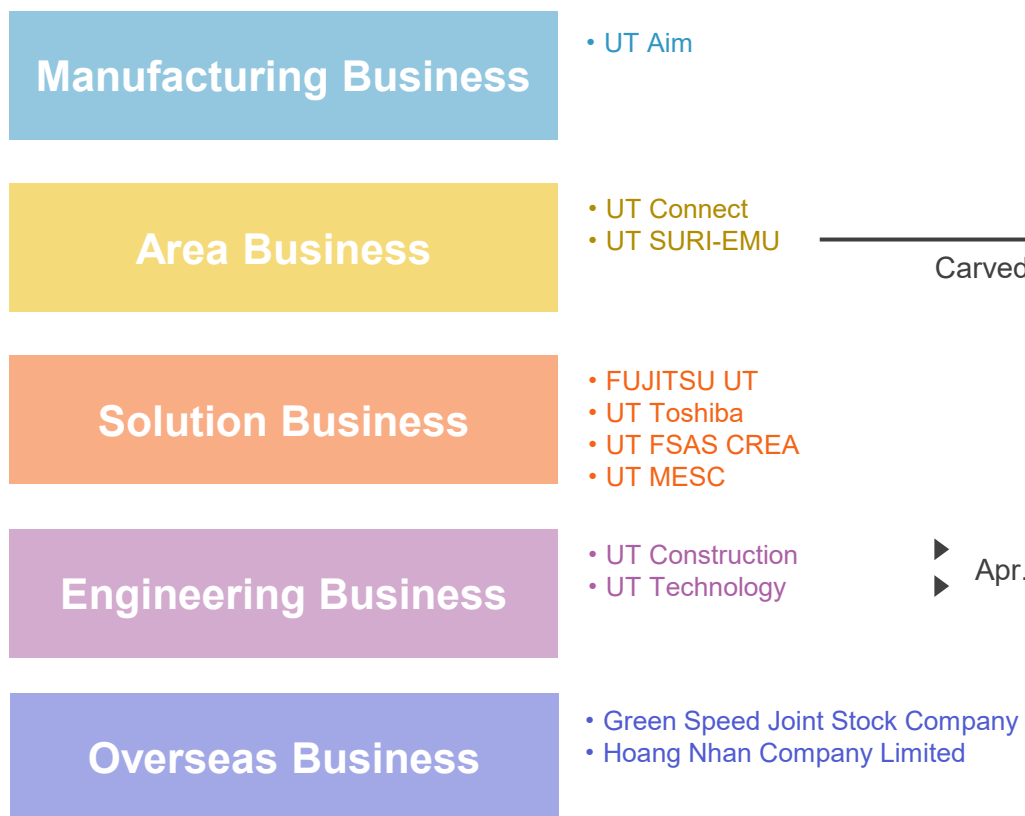 Manufacturing Business
• UT Aim
Area Business
• UT Connect
• UT SURI-EMU
Carved
Solution Business
• FUJITSU UT
• UT Toshiba
• UT FSAS CREA
• UT MESC
Engineering Business
• UT Construction
• UT Technology
Apr.
Overseas Business
• Green Speed Joint Stock Company
• Hoang Nhan Company Limited